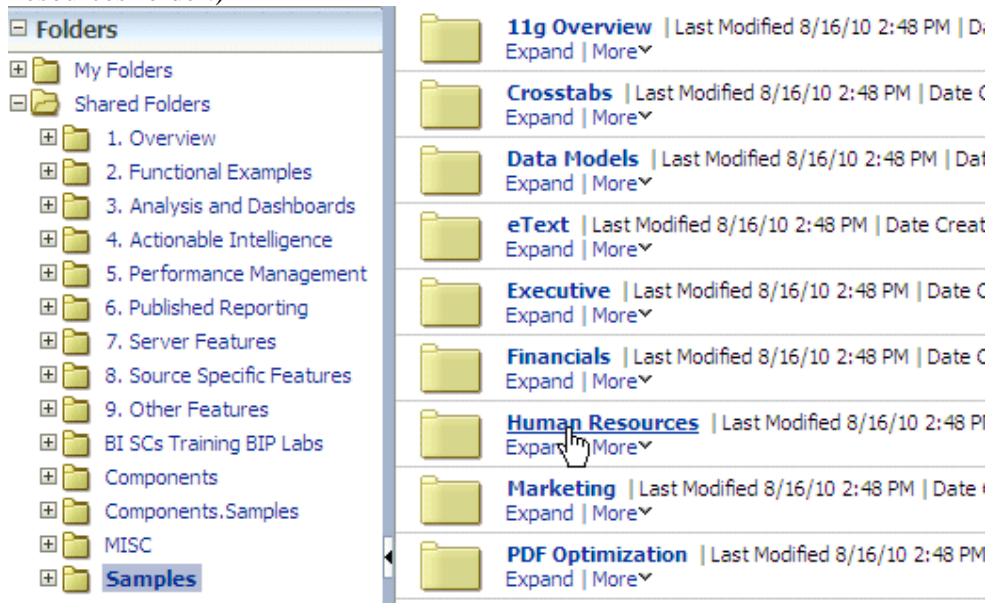 Folders
My Folders
Shared Folders
1. Overview
2. Functional Examples
3. Analysis and Dashboards
4. Actionable Intelligence
5. Performance Management
6. Published Reporting
7. Server Features
8. Source Specific Features
9. Other Features
BI SCs Training BIP Labs
Components
Components.Samples
MISC
Samples
11g Overview | Last Modified 8/16/10 2:48 PM | Da
Expand | More
Crosstabs | Last Modified 8/16/10 2:48 PM | Date C
Expand | More
Data Models | Last Modified 8/16/10 2:48 PM | Dat
Expand | More
eText | Last Modified 8/16/10 2:48 PM | Date Creat
Expand | More
Executive | Last Modified 8/16/10 2:48 PM | Date C
Expand | More
Financials | Last Modified 8/16/10 2:48 PM | Date C
Expand | More
Human Resources | Last Modified 8/16/10 2:48 P
Expand More
Marketing | Last Modified 8/16/10 2:48 PM | Date
Expand | More
PDF Optimization | Last Modified 8/16/10 2:48 PM
Expand | More